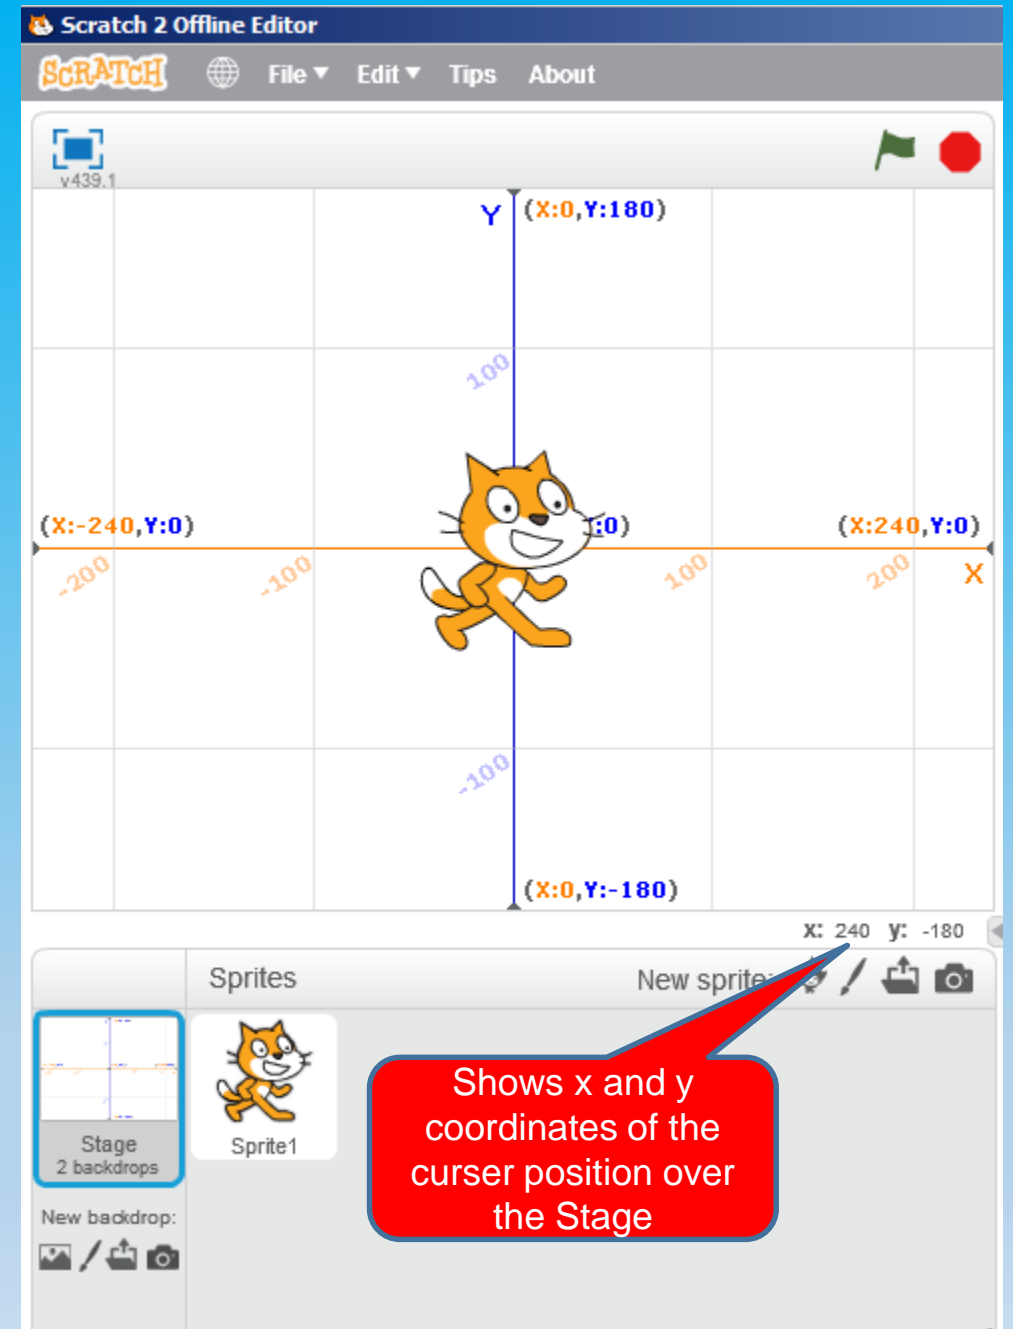 Scratch 2 Offline Editor
SCRATCH File Edit Tips About
v439.1
Y (X:0,Y:180)
100
(X:-240,Y:0) :0) (X:240,Y:0)
-200 -100 100 200 X
-100
(X:0,Y:-180)
x: 240 y: -180
Sprites New sprite:
Stage
2 backdrops
Sprite1
New backdrop:
Shows x and y
coordinates of the
curser position over
the Stage